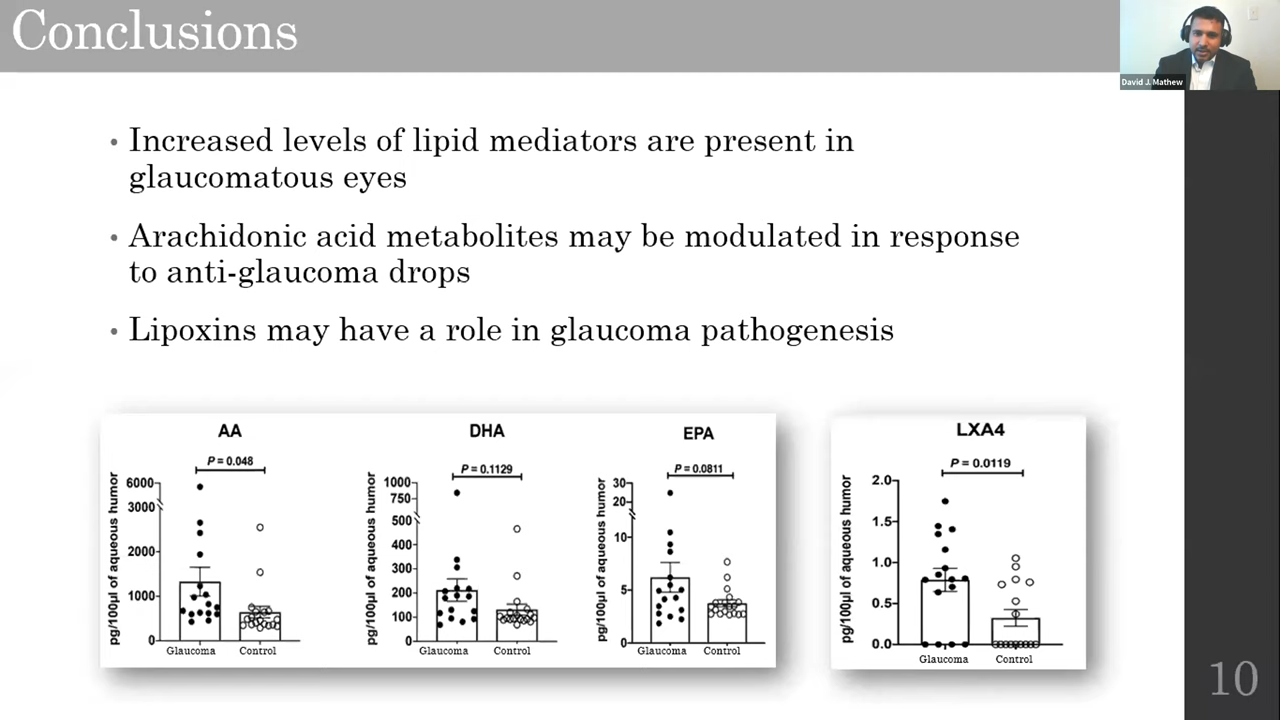 Conclusions
David J. Mathew
• Increased levels of lipid mediators are present in
glaucomatous eyes
• Arachidonic acid metabolites may be modulated in response
to anti-glaucoma drops
• Lipoxins may have a role in glaucoma pathogenesis
AA
P = 0.048
pg/100µl of aqueous humor
6000
3000
2000
1000
0
Glaucoma
Control
DHA
P = 0.1129
pg/100µl of aqueous humor
1000
750
500
400
300
200
100
0
Glaucoma
Control
EPA
P = 0.0811
pg/100µl of aqueous humor
30
20
10
5
0
Glaucoma
Control
LXA4
P = 0.0119
pg/100µl of aqueous humor
2.0
1.5
1.0
0.5
0.0
Glaucoma
Control
10